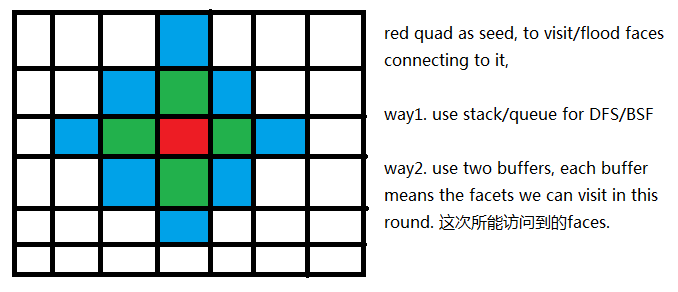 red quad as seed, to visit/flood faces
connecting to it,
way1. use stack/queue for DFS/BSF
way2. use two buffers, each buffer
means the facets we can visit in this
round. 这次所能访问到的faces.